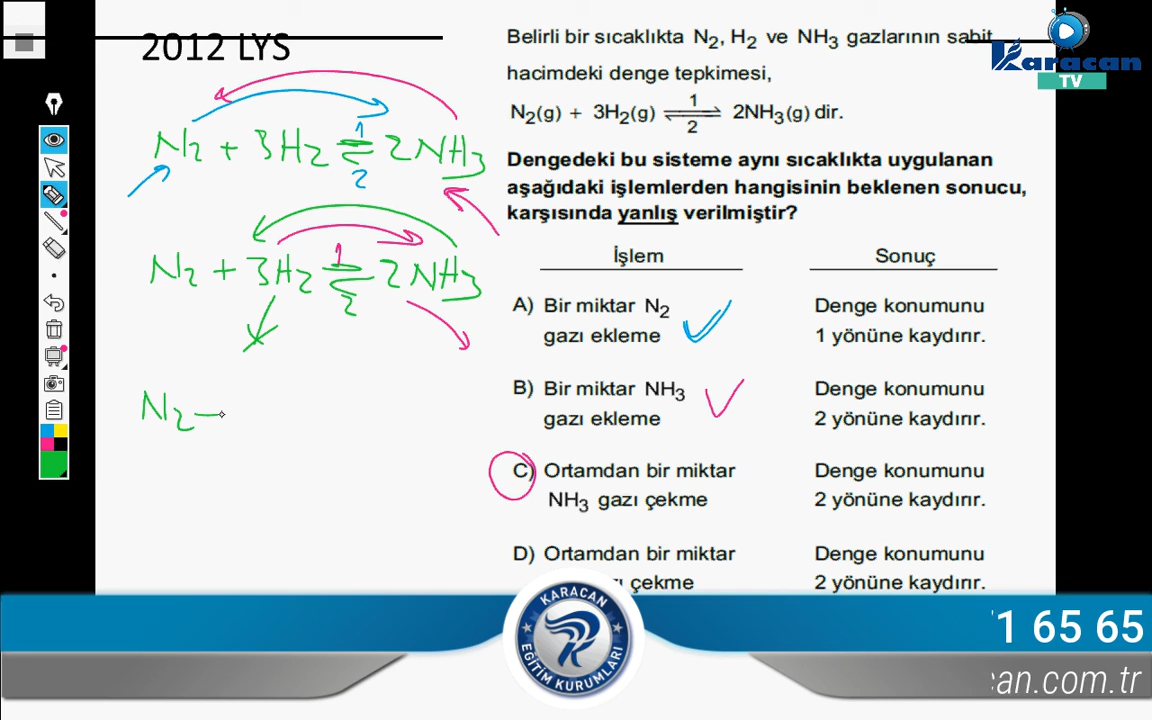 2012 LYS
Belirli bir sıcaklıkta N₂, H₂ ve NH₃ gazlarının sabit
hacimdeki denge tepkimesi,
N₂(g) + 3H₂(g) ⇌ 2NH₃(g) dir.
1
2
Dengedeki bu sisteme aynı sıcaklıkta uygulanan
aşağıdaki işlemlerden hangisinin beklenen sonucu,
karşısında yanlış verilmiştir?
İşlem Sonuç
A) Bir miktar N₂ Denge konumunu
gazı ekleme 1 yönüne kaydırır.
B) Bir miktar NH₃ Denge konumunu
gazı ekleme 2 yönüne kaydırır.
C) Ortamdan bir miktar Denge konumunu
NH₃ gazı çekme 2 yönüne kaydırır.
D) Ortamdan bir miktar Denge konumunu
çekme 2 yönüne kaydırır.
N₂ + 3H₂ ⇌ 2NH₃
1
2
N₂ + 3H₂ ⇌ 2NH₃
1
2
N₂ –
Karacan
TV
KARACAN
EĞİTİM KURUMLARI
1 65 65
an.com.tr